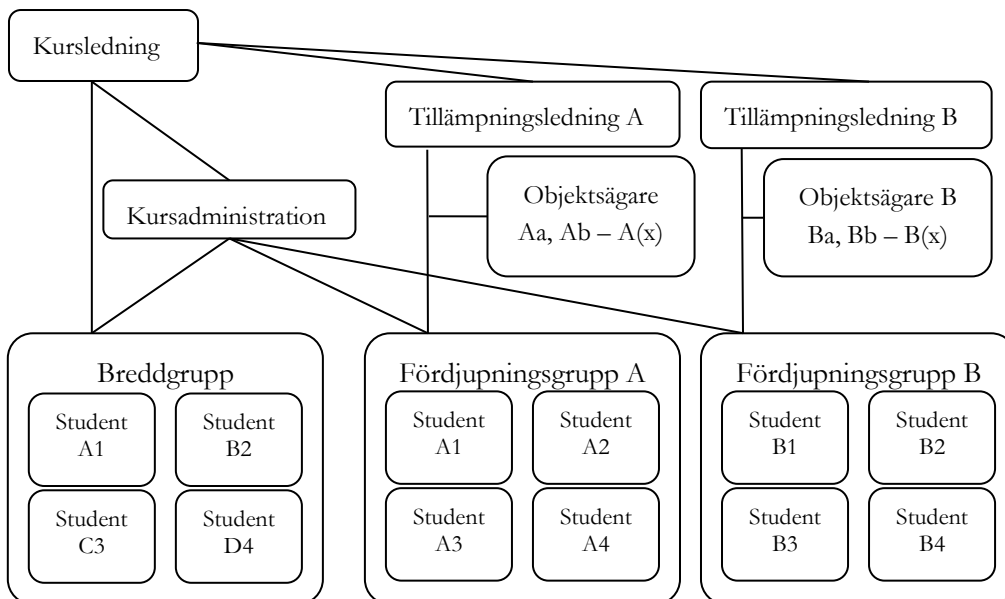 Kursledning
Tillämpningsledning A
Tillämpningsledning B
Kursadministration
Objektsägare
Aa, Ab – A(x)
Objektsägare B
Ba, Bb – B(x)
Breddgrupp
Student
A1
Student
B2
Student
C3
Student
D4
Fördjupningsgrupp A
Student
A1
Student
A2
Student
A3
Student
A4
Fördjupningsgrupp B
Student
B1
Student
B2
Student
B3
Student
B4